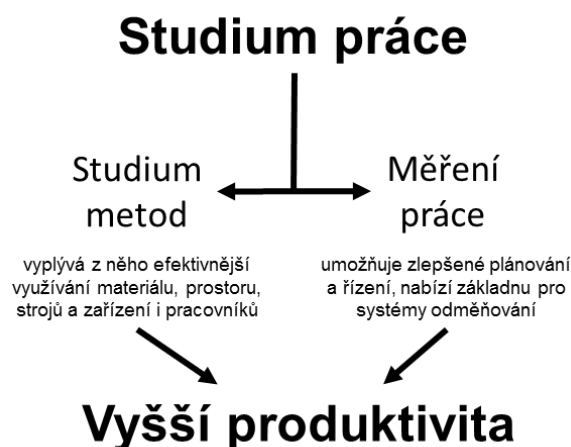 Studium práce
Studium
metod
vyplývá z něho efektivnější
využívání materiálu, prostoru,
strojů a zařízení i pracovníků
Měření
práce
umožňuje zlepšené plánování
a řízení, nabízí základnu pro
systémy odměňování
Vyšší produktivita